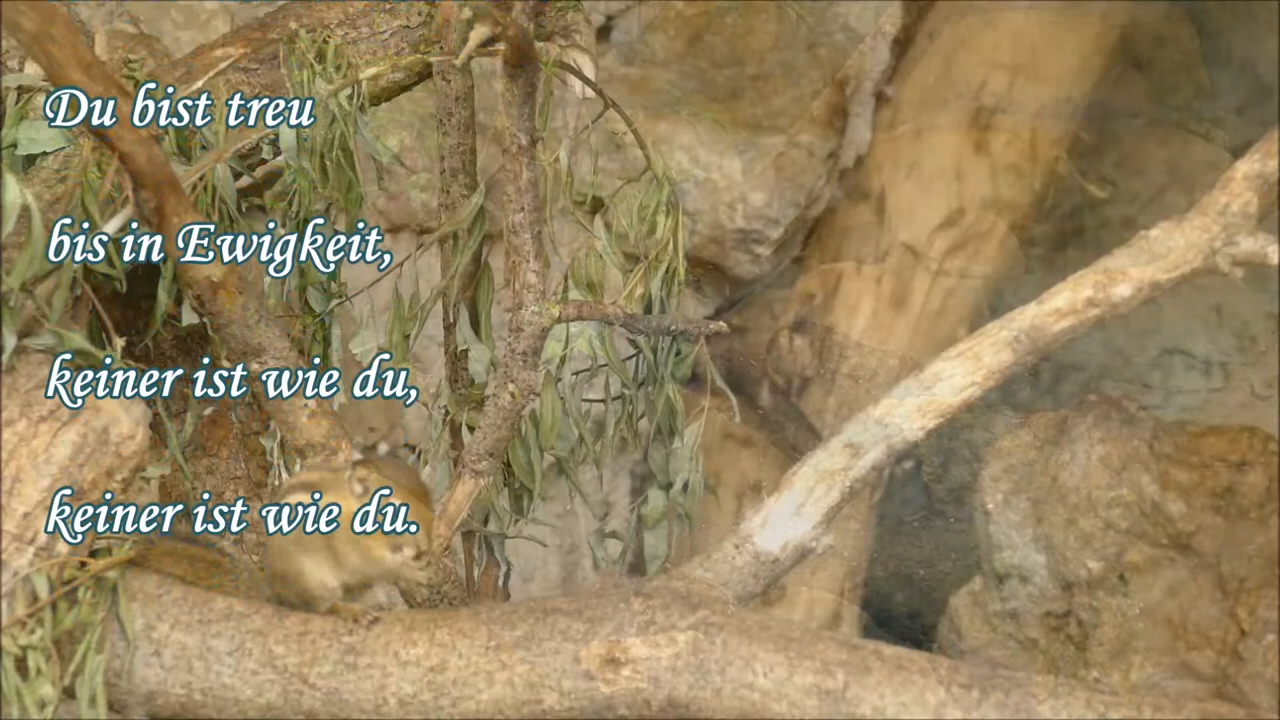 Du bist treu
bis in Ewigkeit,
keiner ist wie du,
keiner ist wie du.